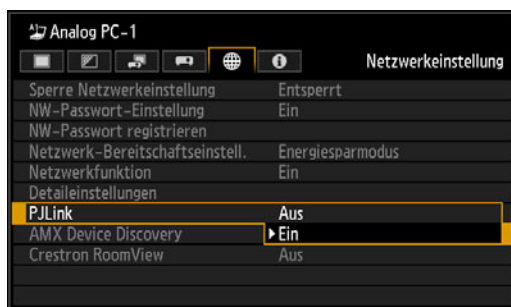 Analog PC-1
Netzwerkeinstellung
Sperre Netzwerkeinstellung Entsperrt
NW-Passwort-Einstellung Ein
NW-Passwort registrieren
Netzwerk-Bereitschaftseinstell. Energiesparmodus
Netzwerkfunktion Ein
Detaileinstellungen
PJLink Aus
AMX Device Discovery Ein
Crestron RoomView Aus